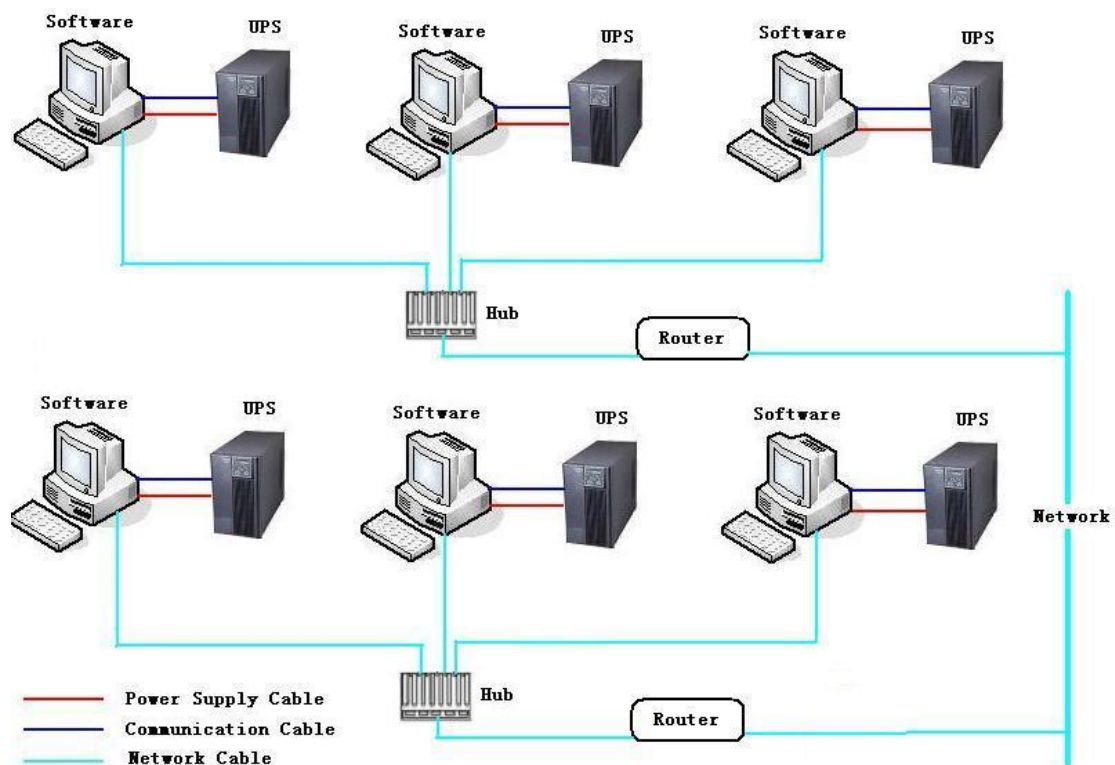 Software
UPS
Software
UPS
Software
UPS
Hub
Router
Software
UPS
Software
UPS
Software
UPS
Network
Hub
Router
Power Supply Cable
Communication Cable
Network Cable